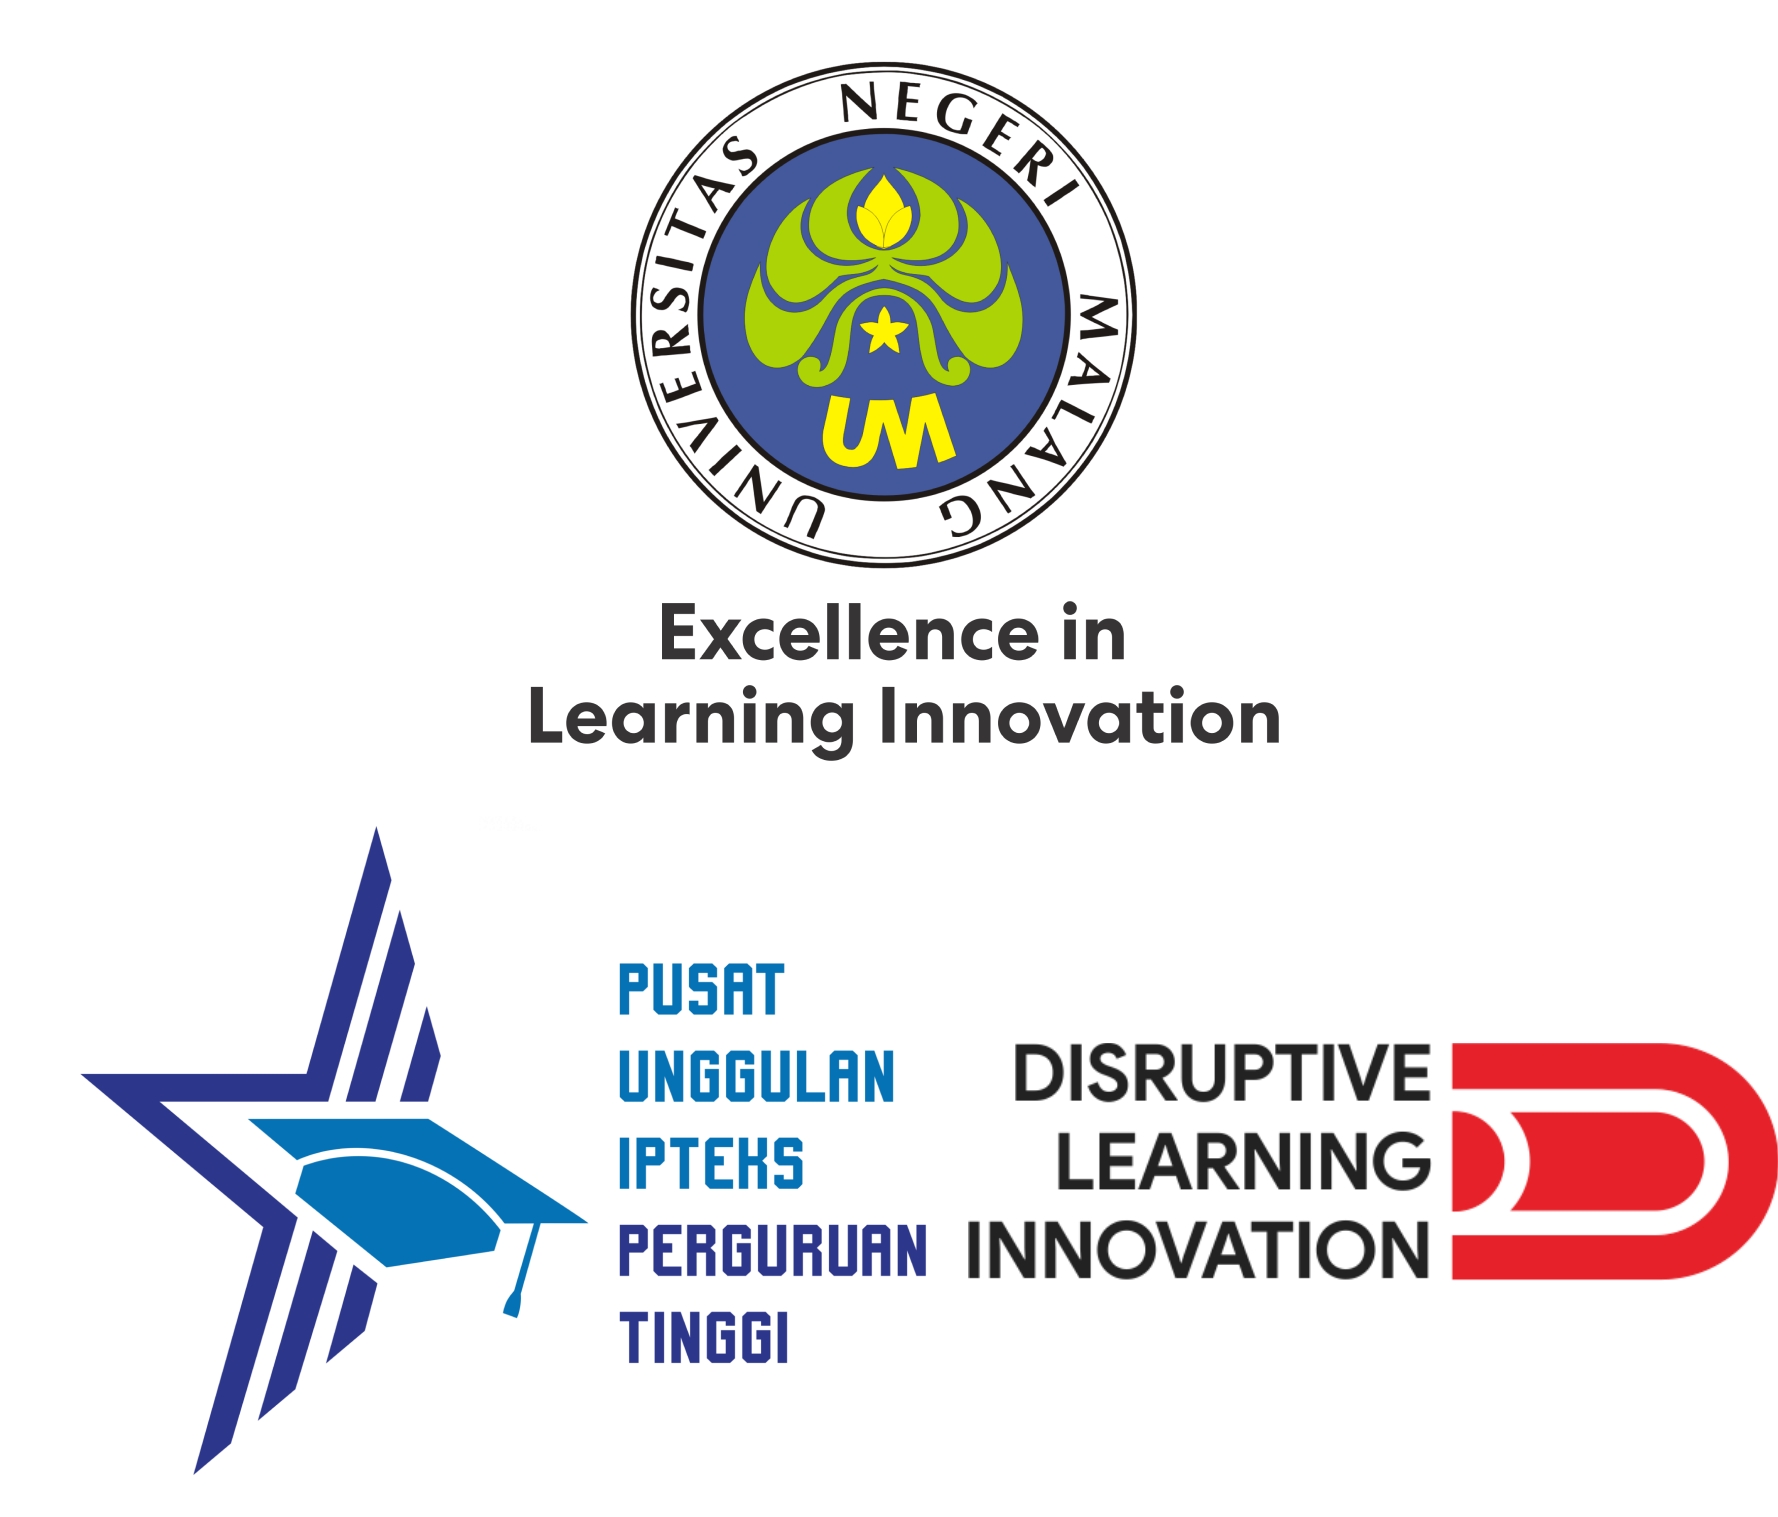 UNIVERSITAS NEGERI MALANG
UM
Excellence in
Learning Innovation
PUSAT
UNGGULAN
IPTEKS
PERGURUAN
TINGGI
DISRUPTIVE
LEARNING
INNOVATION